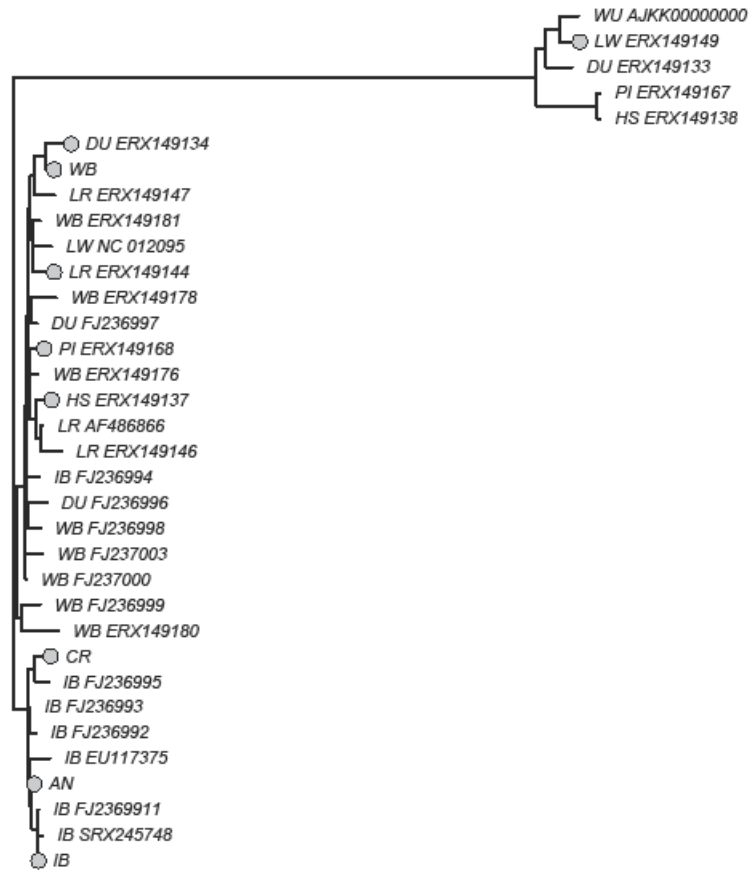 WU AJKK00000000
LW ERX149149
DU ERX149133
PI ERX149167
HS ERX149138
DU ERX149134
WB
LR ERX149147
WB ERX149181
LW NC 012095
LR ERX149144
WB ERX149178
DU FJ236997
PI ERX149168
WB ERX149176
HS ERX149137
LR AF486866
LR ERX149146
IB FJ236994
DU FJ236996
WB FJ236998
WB FJ237003
WB FJ237000
WB FJ236999
WB ERX149180
CR
IB FJ236995
IB FJ236993
IB FJ236992
IB EU117375
AN
IB FJ2369911
IB SRX245748
IB